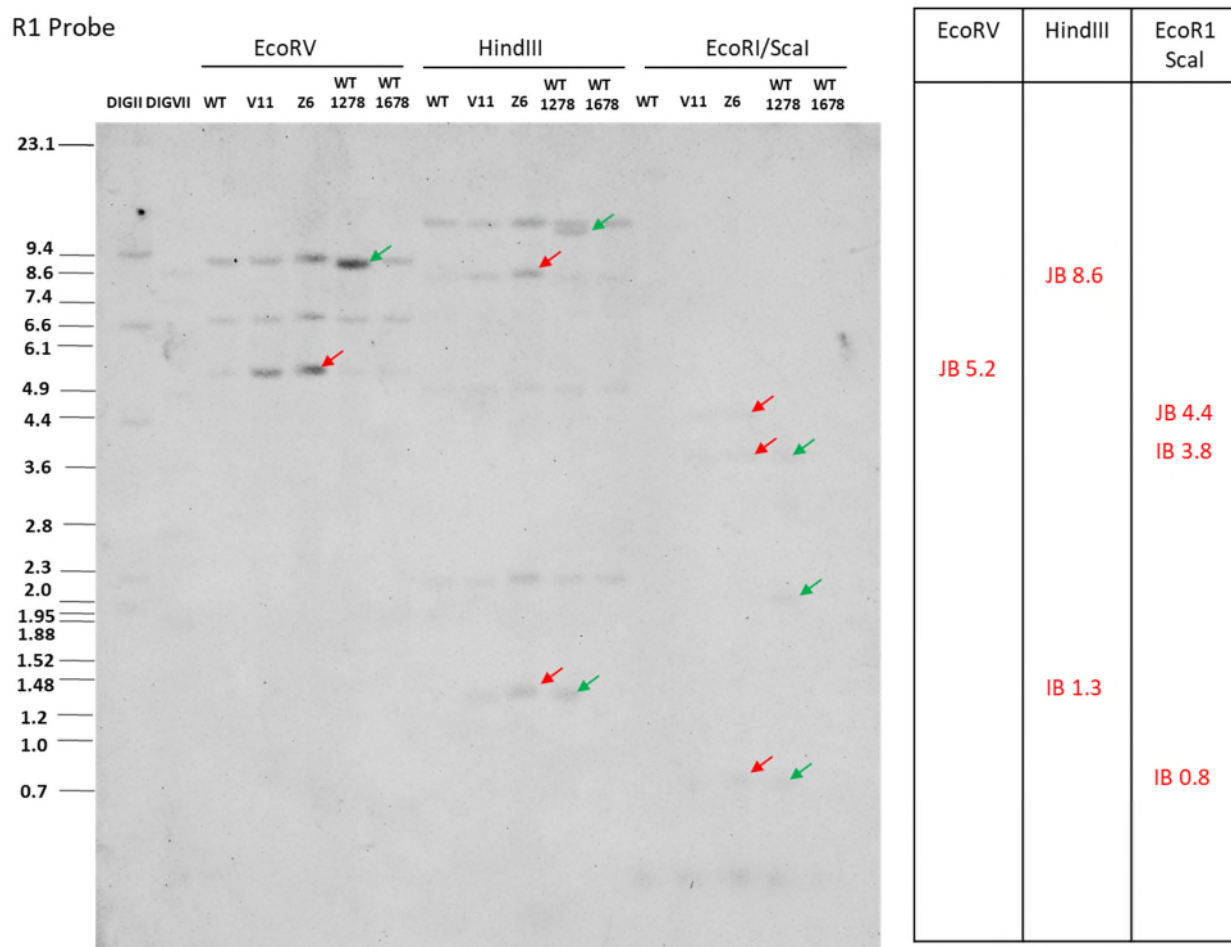 R1 Probe
EcoRV HindIII EcoRI/ScaI
DIGII DIGVII WT V11 Z6 WT 1278 WT 1678 WT V11 Z6 WT 1278 WT 1678 WT V11 Z6 WT 1278 WT 1678
23.1
9.4
8.6
7.4
6.6
6.1
4.9
4.4
3.6
2.8
2.3
2.0
1.95
1.88
1.52
1.48
1.2
1.0
0.7
EcoRV HindIII EcoR1
ScaI
JB 8.6
JB 5.2
JB 4.4
IB 3.8
IB 1.3
IB 0.8